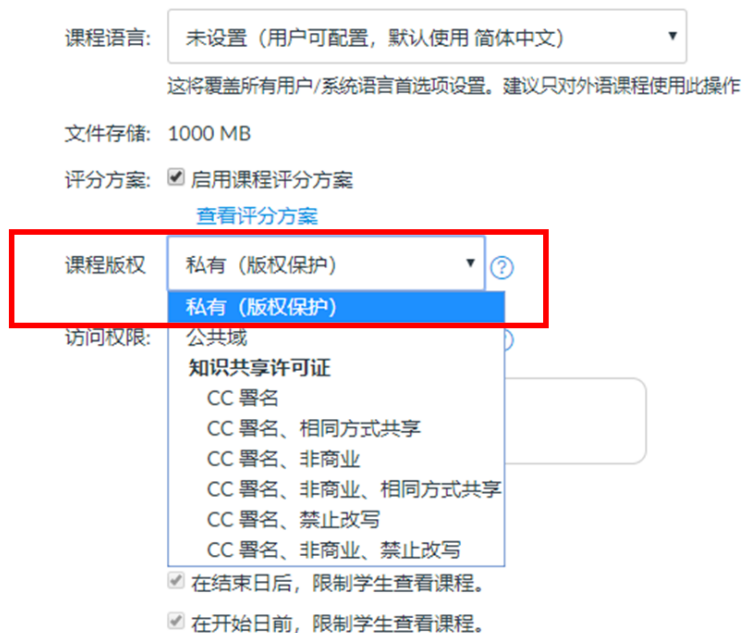 课程语言: 未设置（用户可配置，默认使用 简体中文）
这将覆盖所有用户/系统语言首选项设置。建议只对外语课程使用此操作
文件存储: 1000 MB
评分方案: 启用课程评分方案
查看评分方案
课程版权 私有（版权保护）
私有（版权保护）
访问权限: 公共域
知识共享许可证
CC 署名
CC 署名、相同方式共享
CC 署名、非商业
CC 署名、非商业、相同方式共享
CC 署名、禁止改写
CC 署名、非商业、禁止改写
在结束日后，限制学生查看课程。
在开始日前，限制学生查看课程。